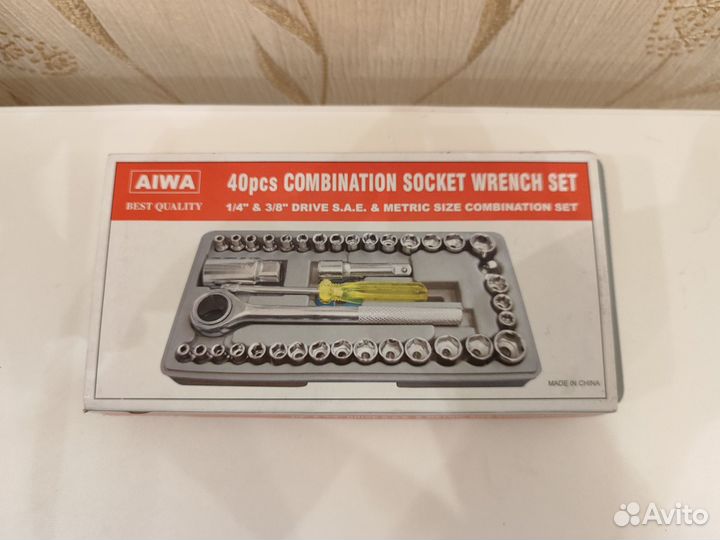 AIWA
BEST QUALITY
40pcs COMBINATION SOCKET WRENCH SET
1/4" & 3/8" DRIVE S.A.E. & METRIC SIZE COMBINATION SET
MADE IN CHINA
Avito